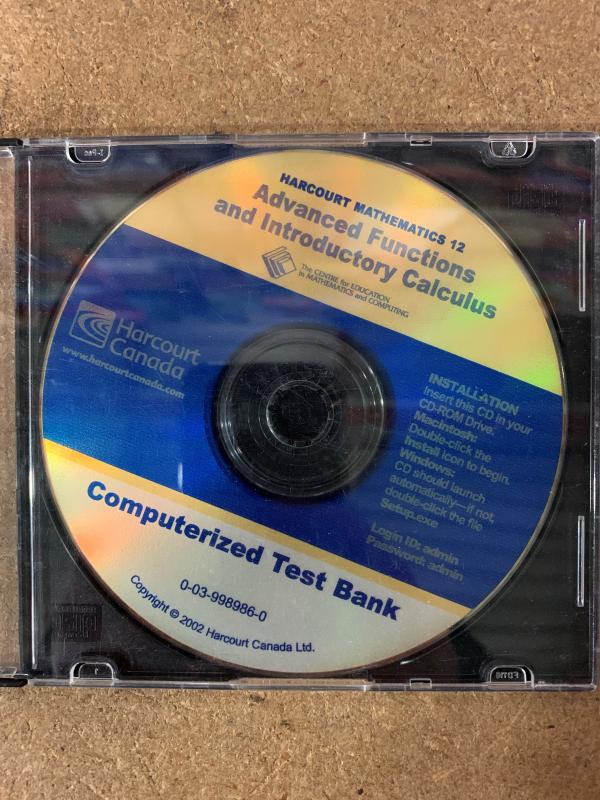 HARCOURT MATHEMATICS 12
Advanced Functions
and Introductory Calculus
The CENTRE for EDUCATION
in MATHEMATICS and COMPUTING
Harcourt
Canada
www.harcourtcanada.com
INSTALLATION
Insert this CD in your
CD-ROM Drive.
Macintosh:
Double-click the
Install icon to begin.
Windows:
CD should launch
automatically—if not,
double-click the file
Setup.exe
Login ID: admin
Password: admin
Computerized Test Bank
0-03-998986-0
Copyright © 2002 Harcourt Canada Ltd.